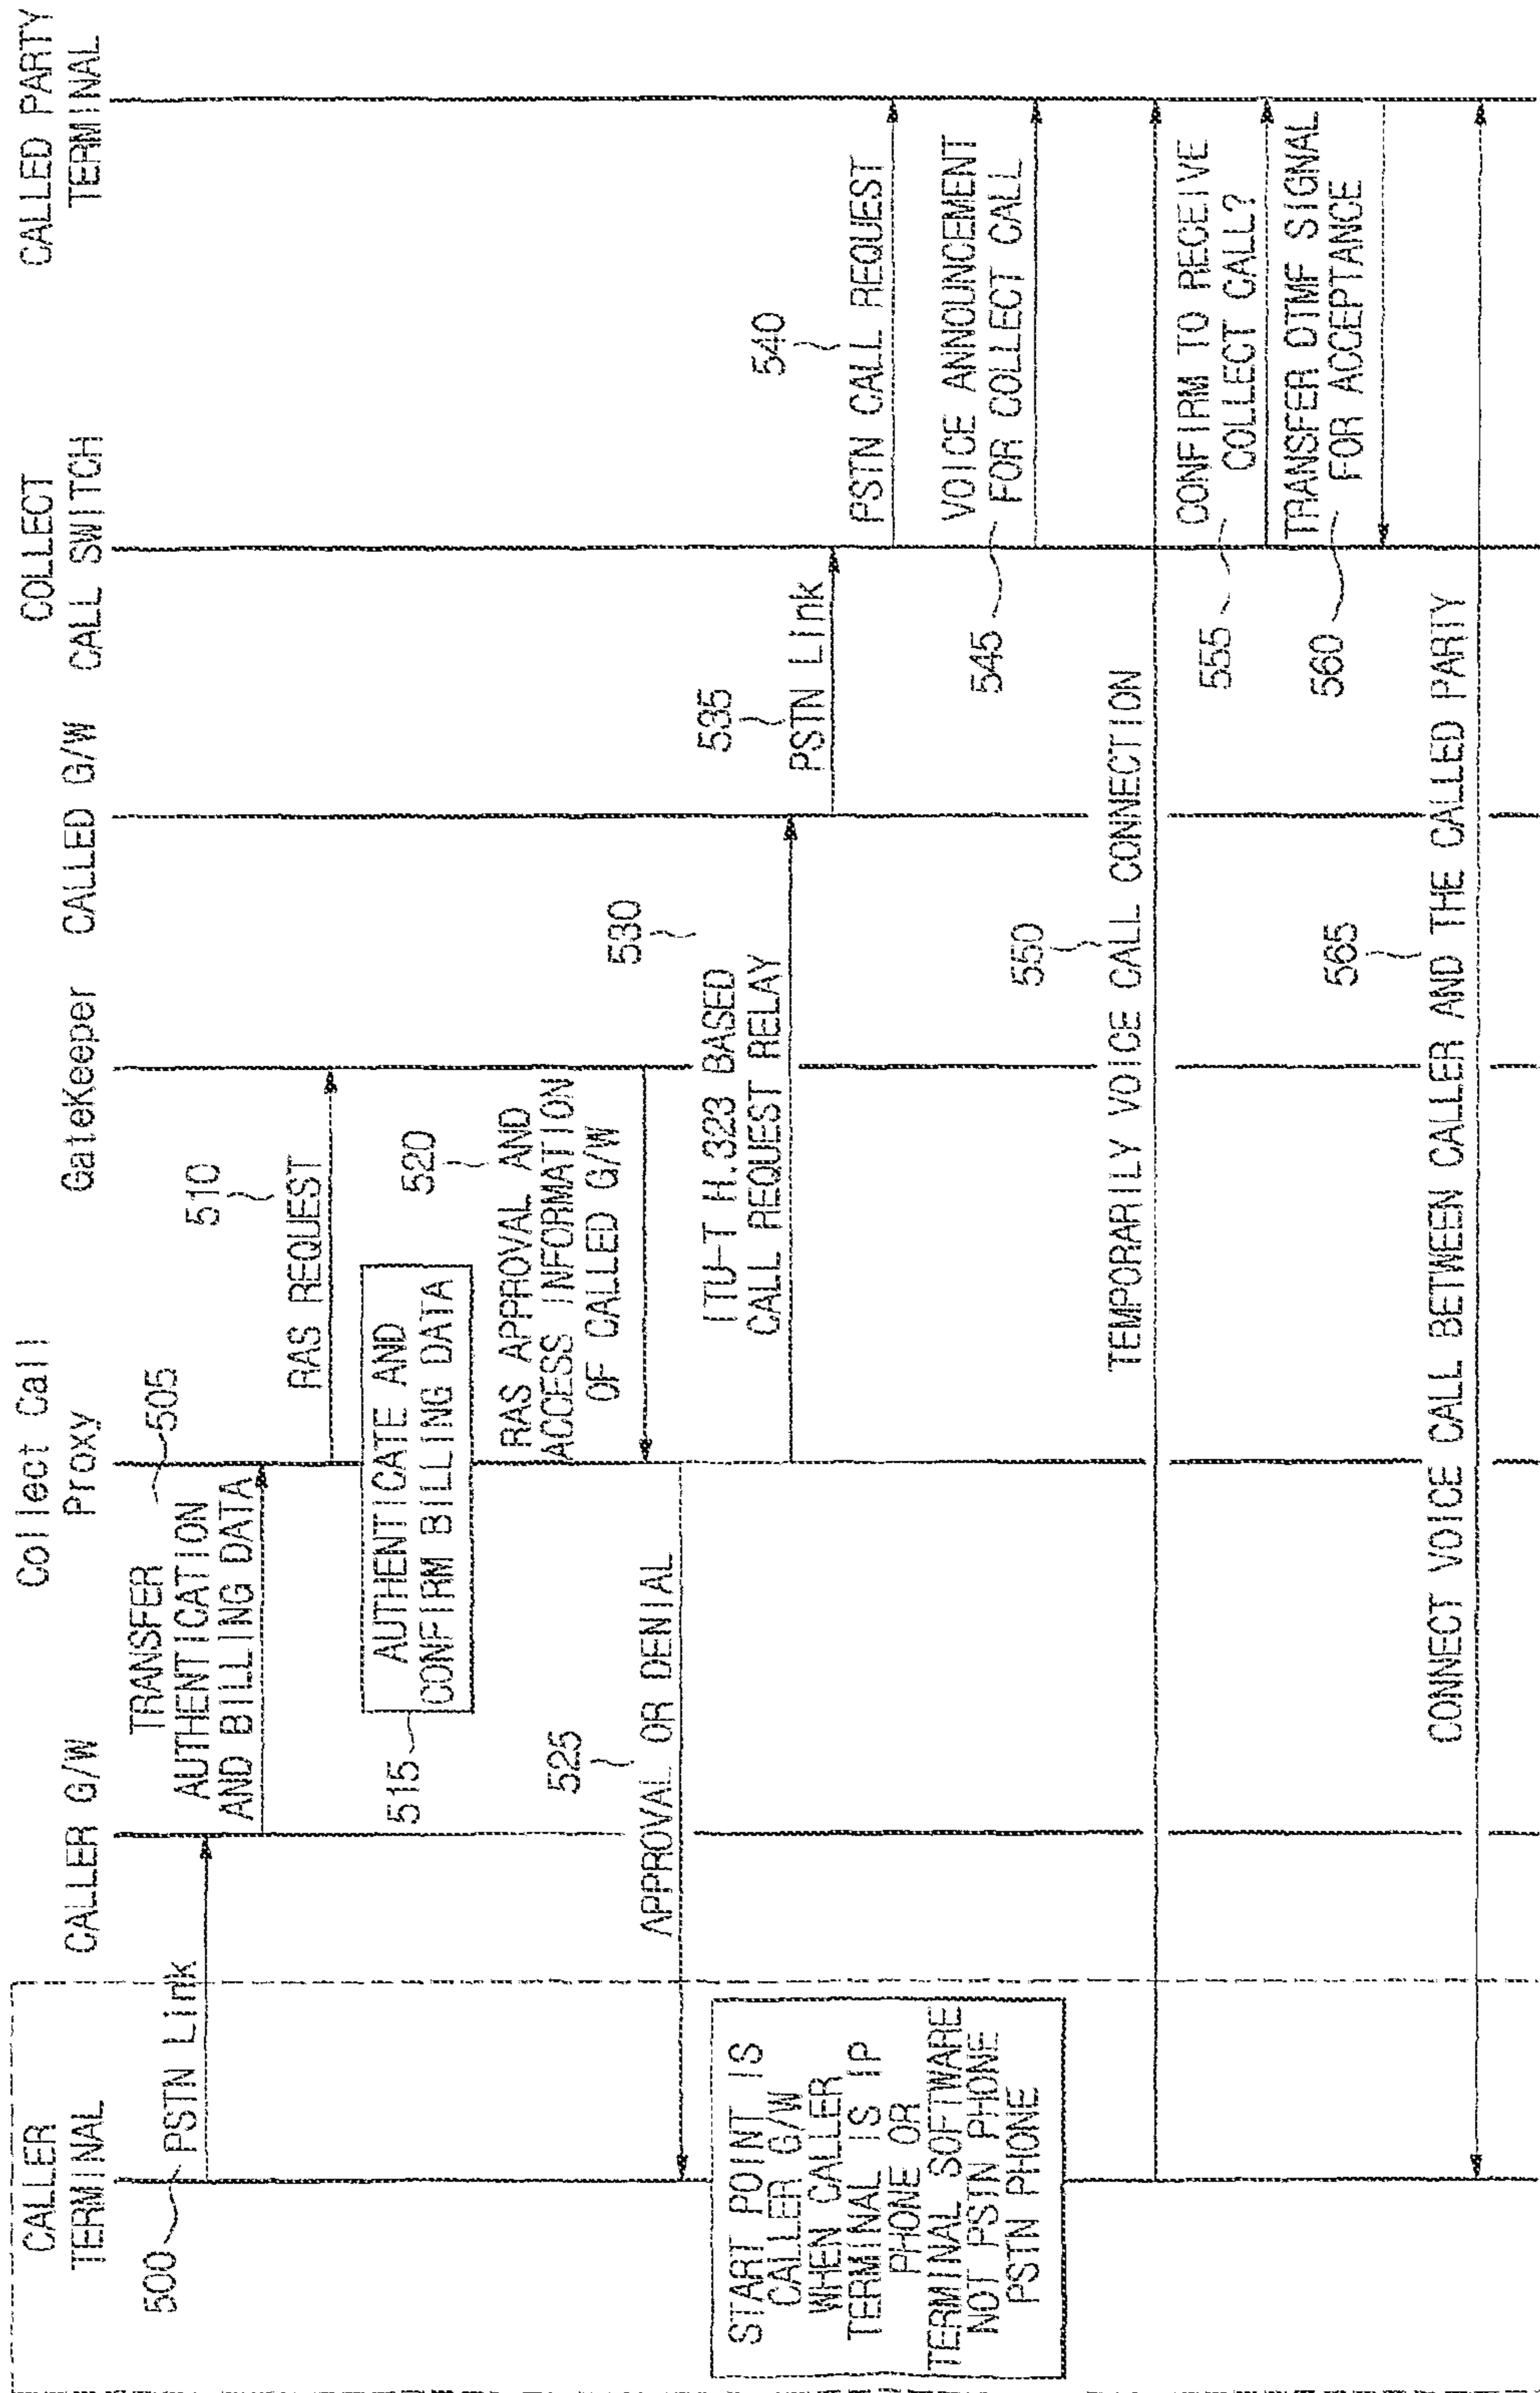 CALLER
TERMINAL
CALLER G/W
Collect Call
Proxy
GateKeeper
CALLED G/W
COLLECT
CALL SWITCH
CALLED PARTY
TERMINAL
500
PSTN Link
TRANSFER
AUTHENTICATION
AND BILLING DATA
505
510
RAS REQUEST
515
AUTHENTICATE AND
CONFIRM BILLING DATA
520
RAS APPROVAL AND
ACCESS INFORMATION
OF CALLED G/W
525
APPROVAL OR DENIAL
530
ITU-T H.323 BASED
CALL REQUEST RELAY
START POINT IS
CALLER G/W
WHEN CALLER
TERMINAL IS IP
PHONE OR
TERMINAL SOFTWARE
NOT PSTN PHONE
PSTN PHONE
535
PSTN Link
540
PSTN CALL REQUEST
545
VOICE ANNOUNCEMENT
FOR COLLECT CALL
550
TEMPORARILY VOICE CALL CONNECTION
555
CONFIRM TO RECEIVE
COLLECT CALL?
560
TRANSFER DTMF SIGNAL
FOR ACCEPTANCE
565
CONNECT VOICE CALL BETWEEN CALLER AND THE CALLED PARTY